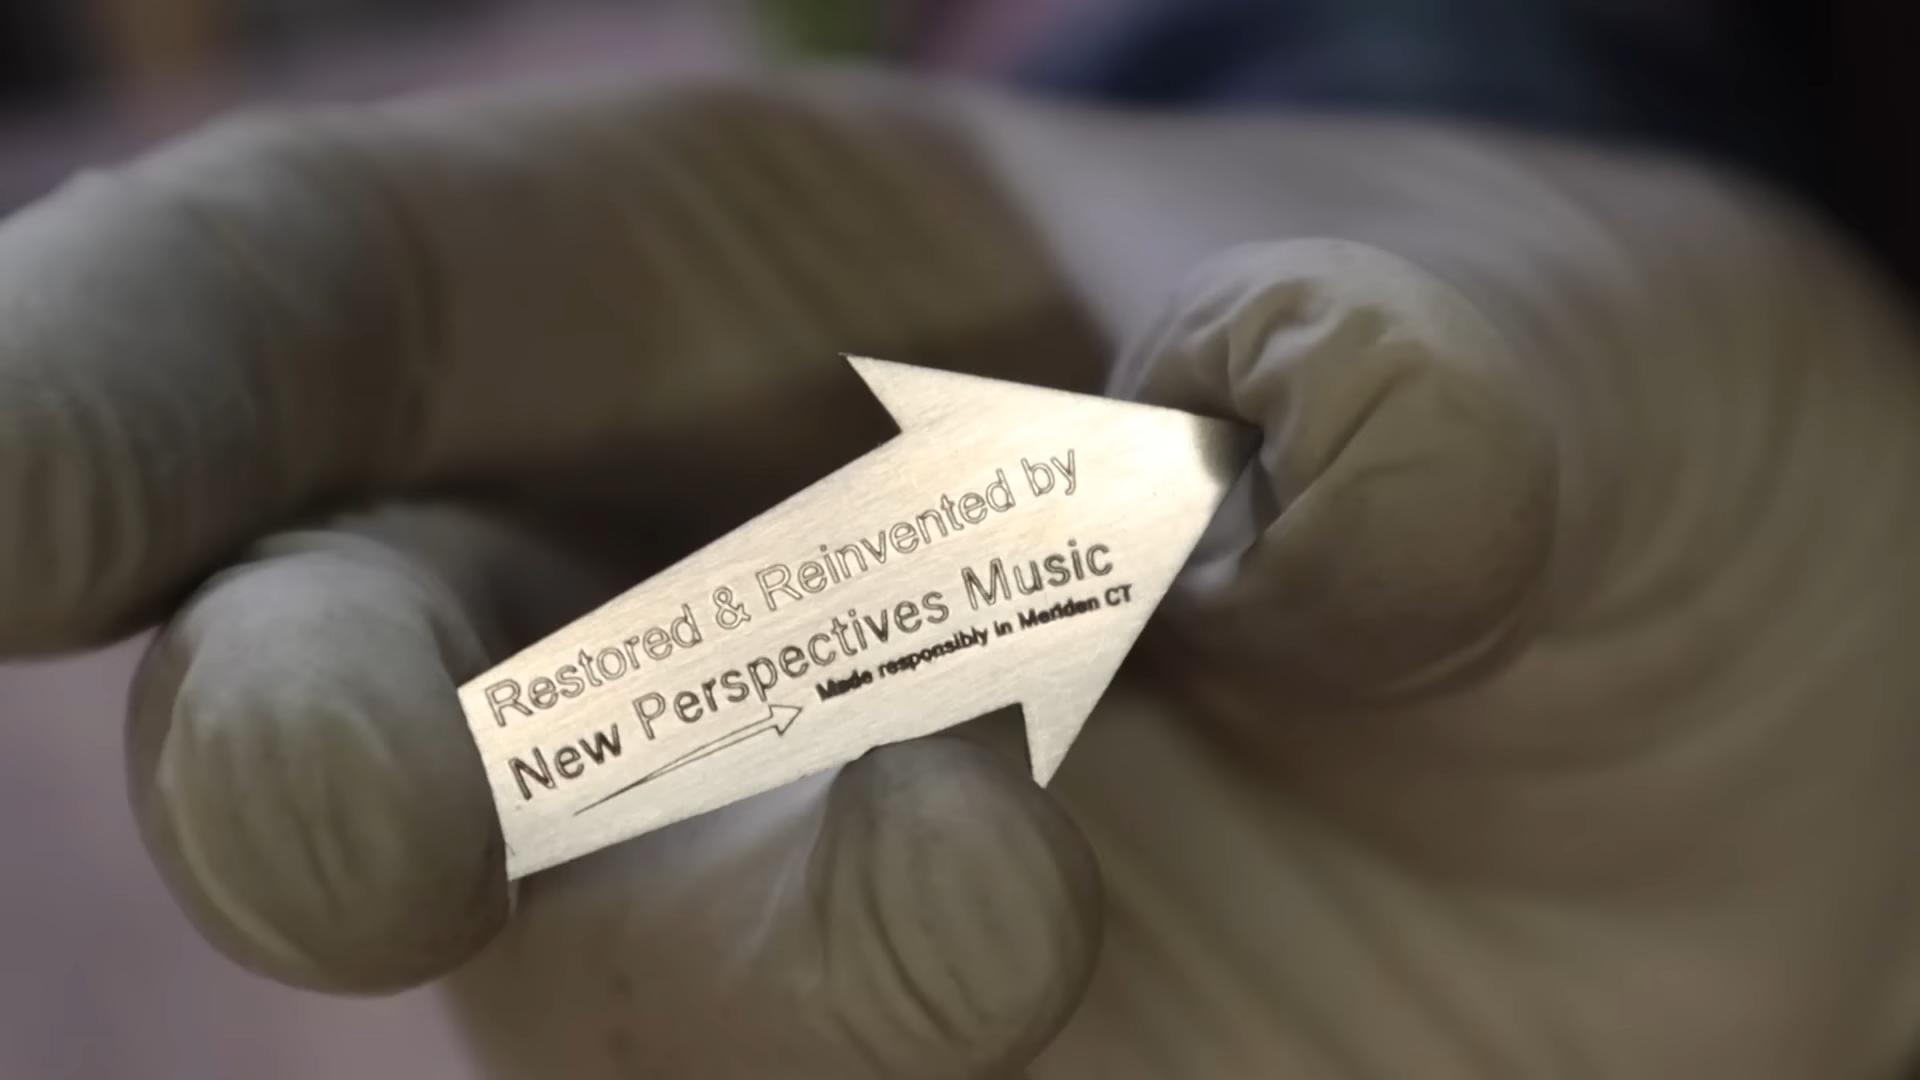 Restored & Reinvented by
New Perspectives Music
Made responsibly in Meriden CT